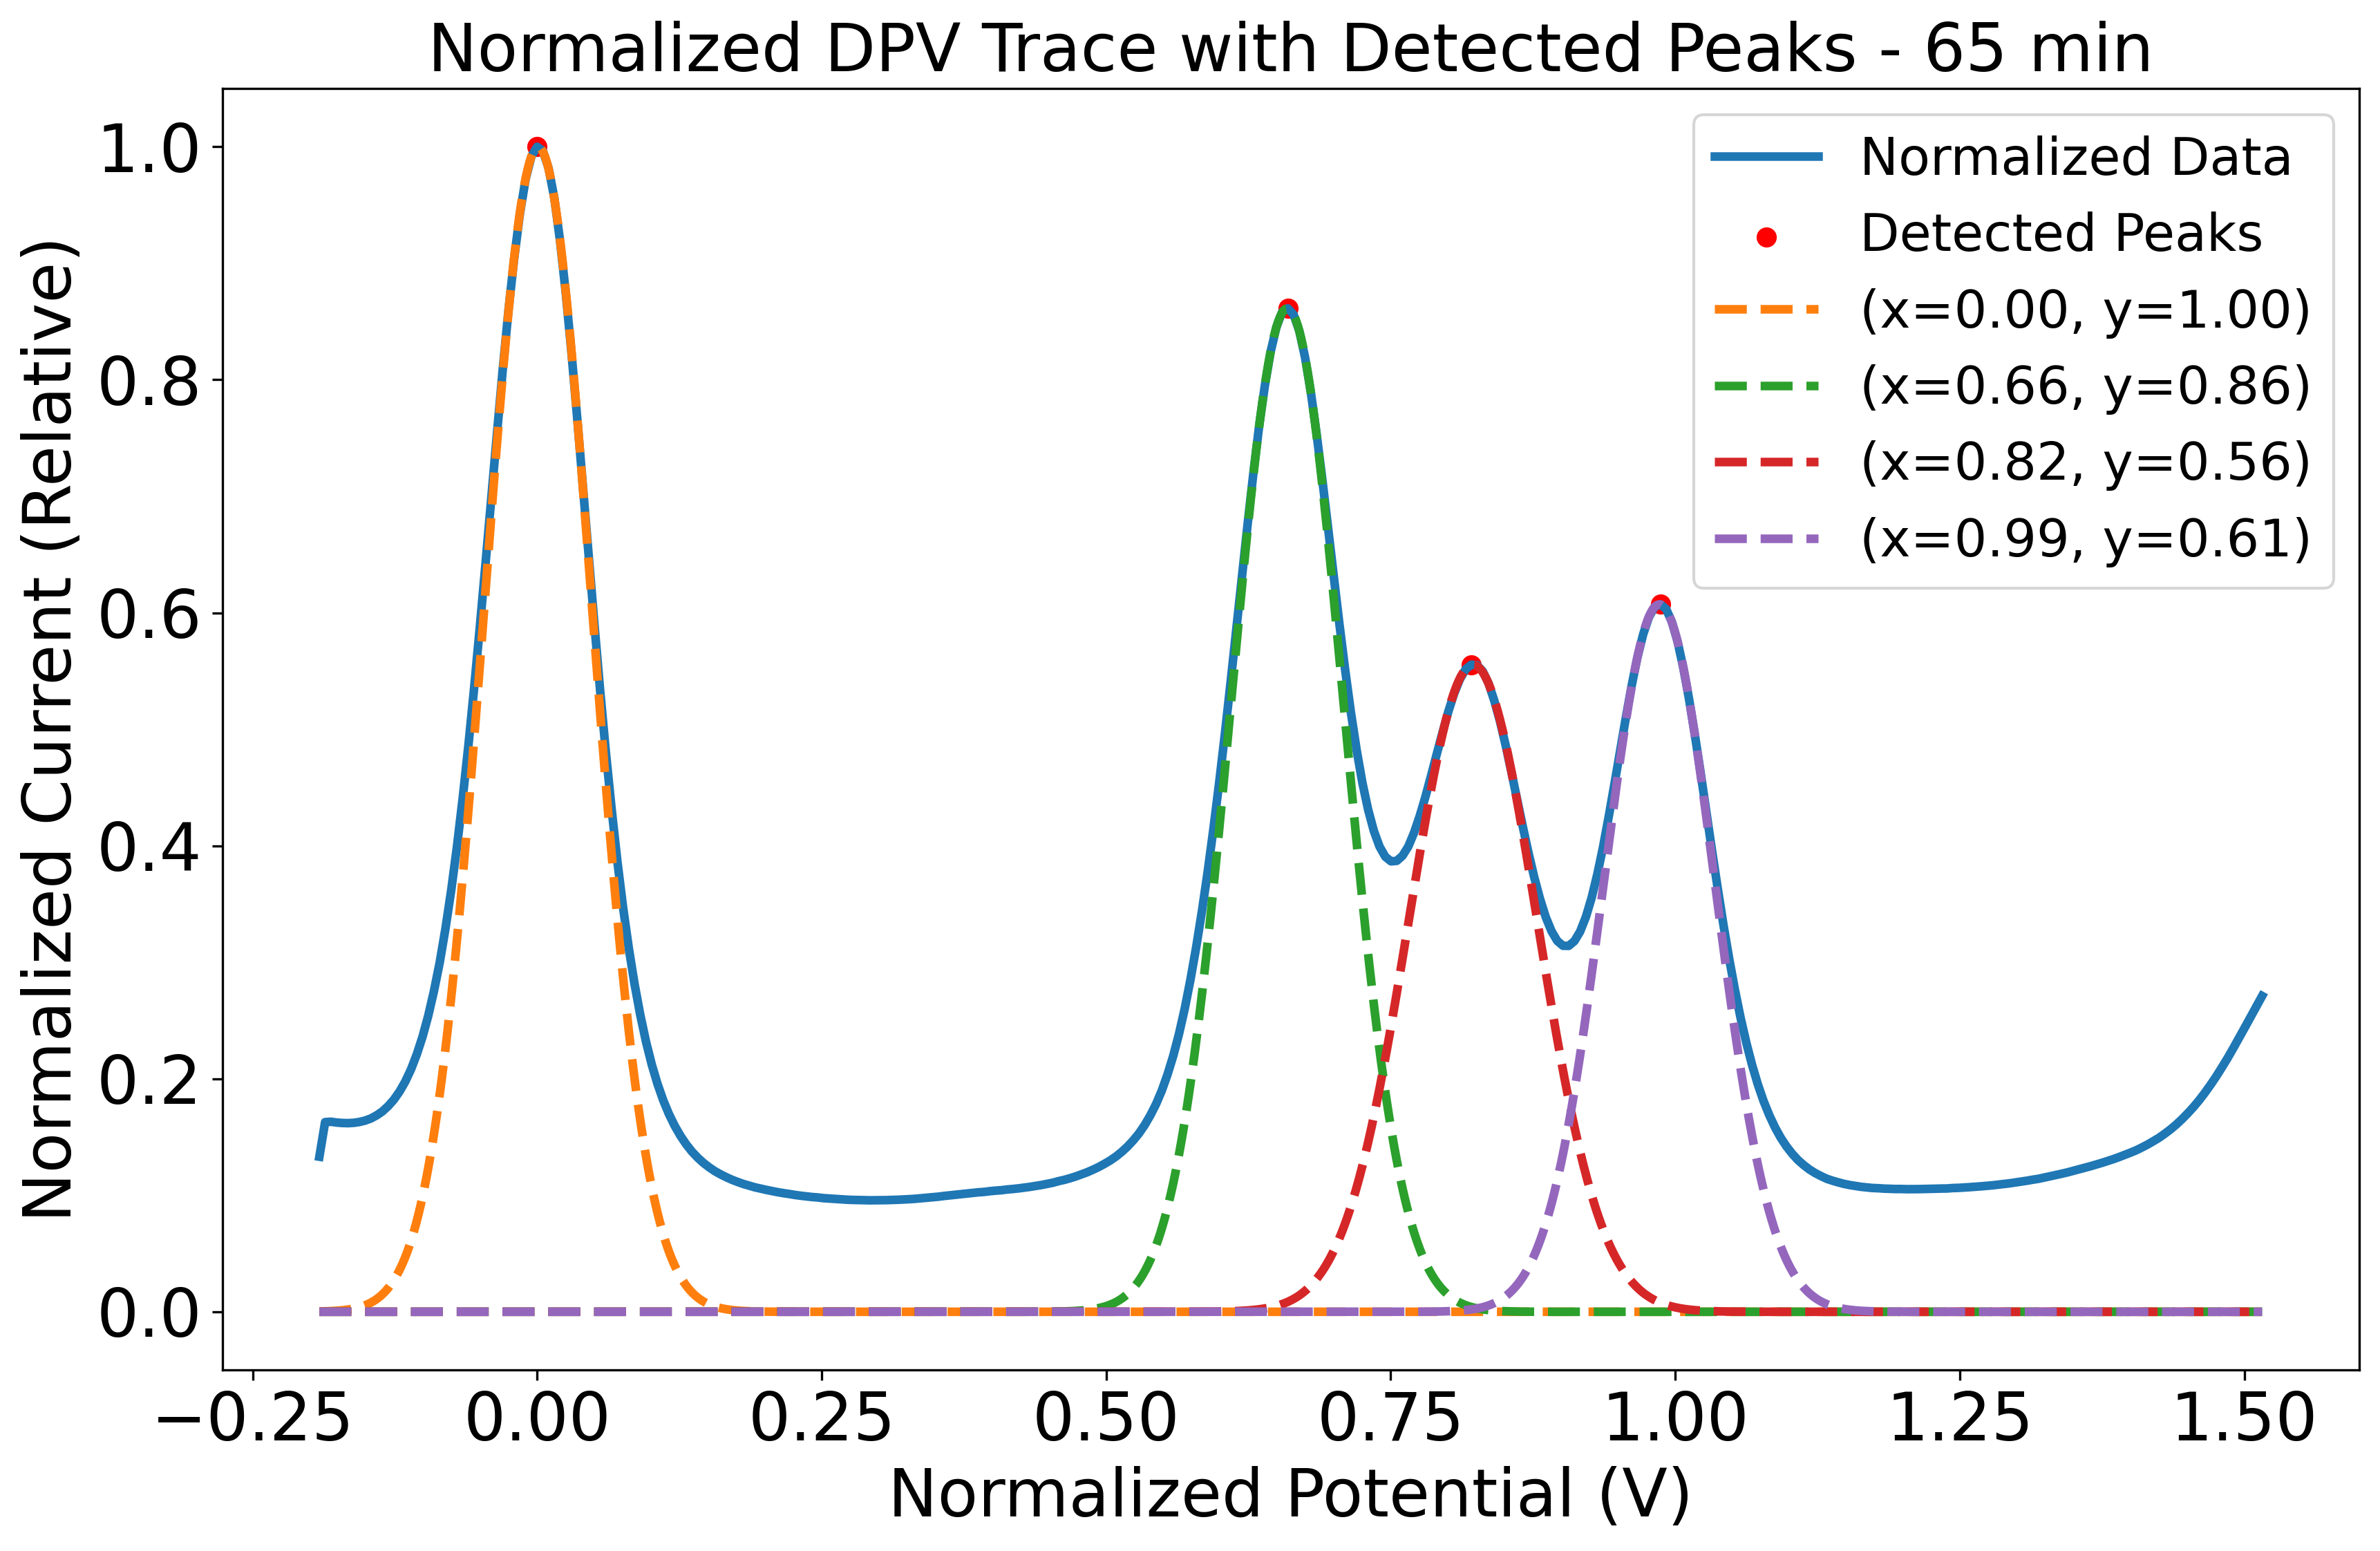 Normalized DPV Trace with Detected Peaks - 65 min
Normalized Current (Relative)
1.0
0.8
0.6
0.4
0.2
0.0
Normalized Data
Detected Peaks
(x=0.00, y=1.00)
(x=0.66, y=0.86)
(x=0.82, y=0.56)
(x=0.99, y=0.61)
−0.25 0.00 0.25 0.50 0.75 1.00 1.25 1.50
Normalized Potential (V)